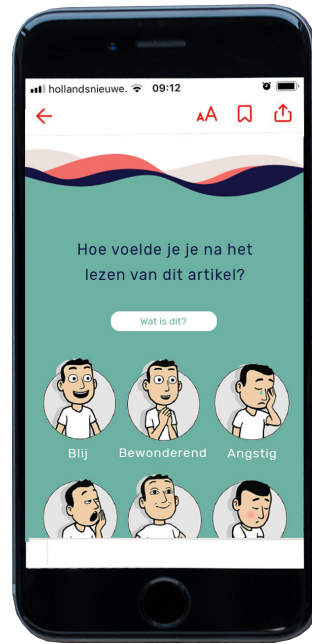 hollandsnieuwe. 09:12
AA
Hoe voelde je je na het
lezen van dit artikel?
Wat is dit?
Blij Bewonderend Angstig